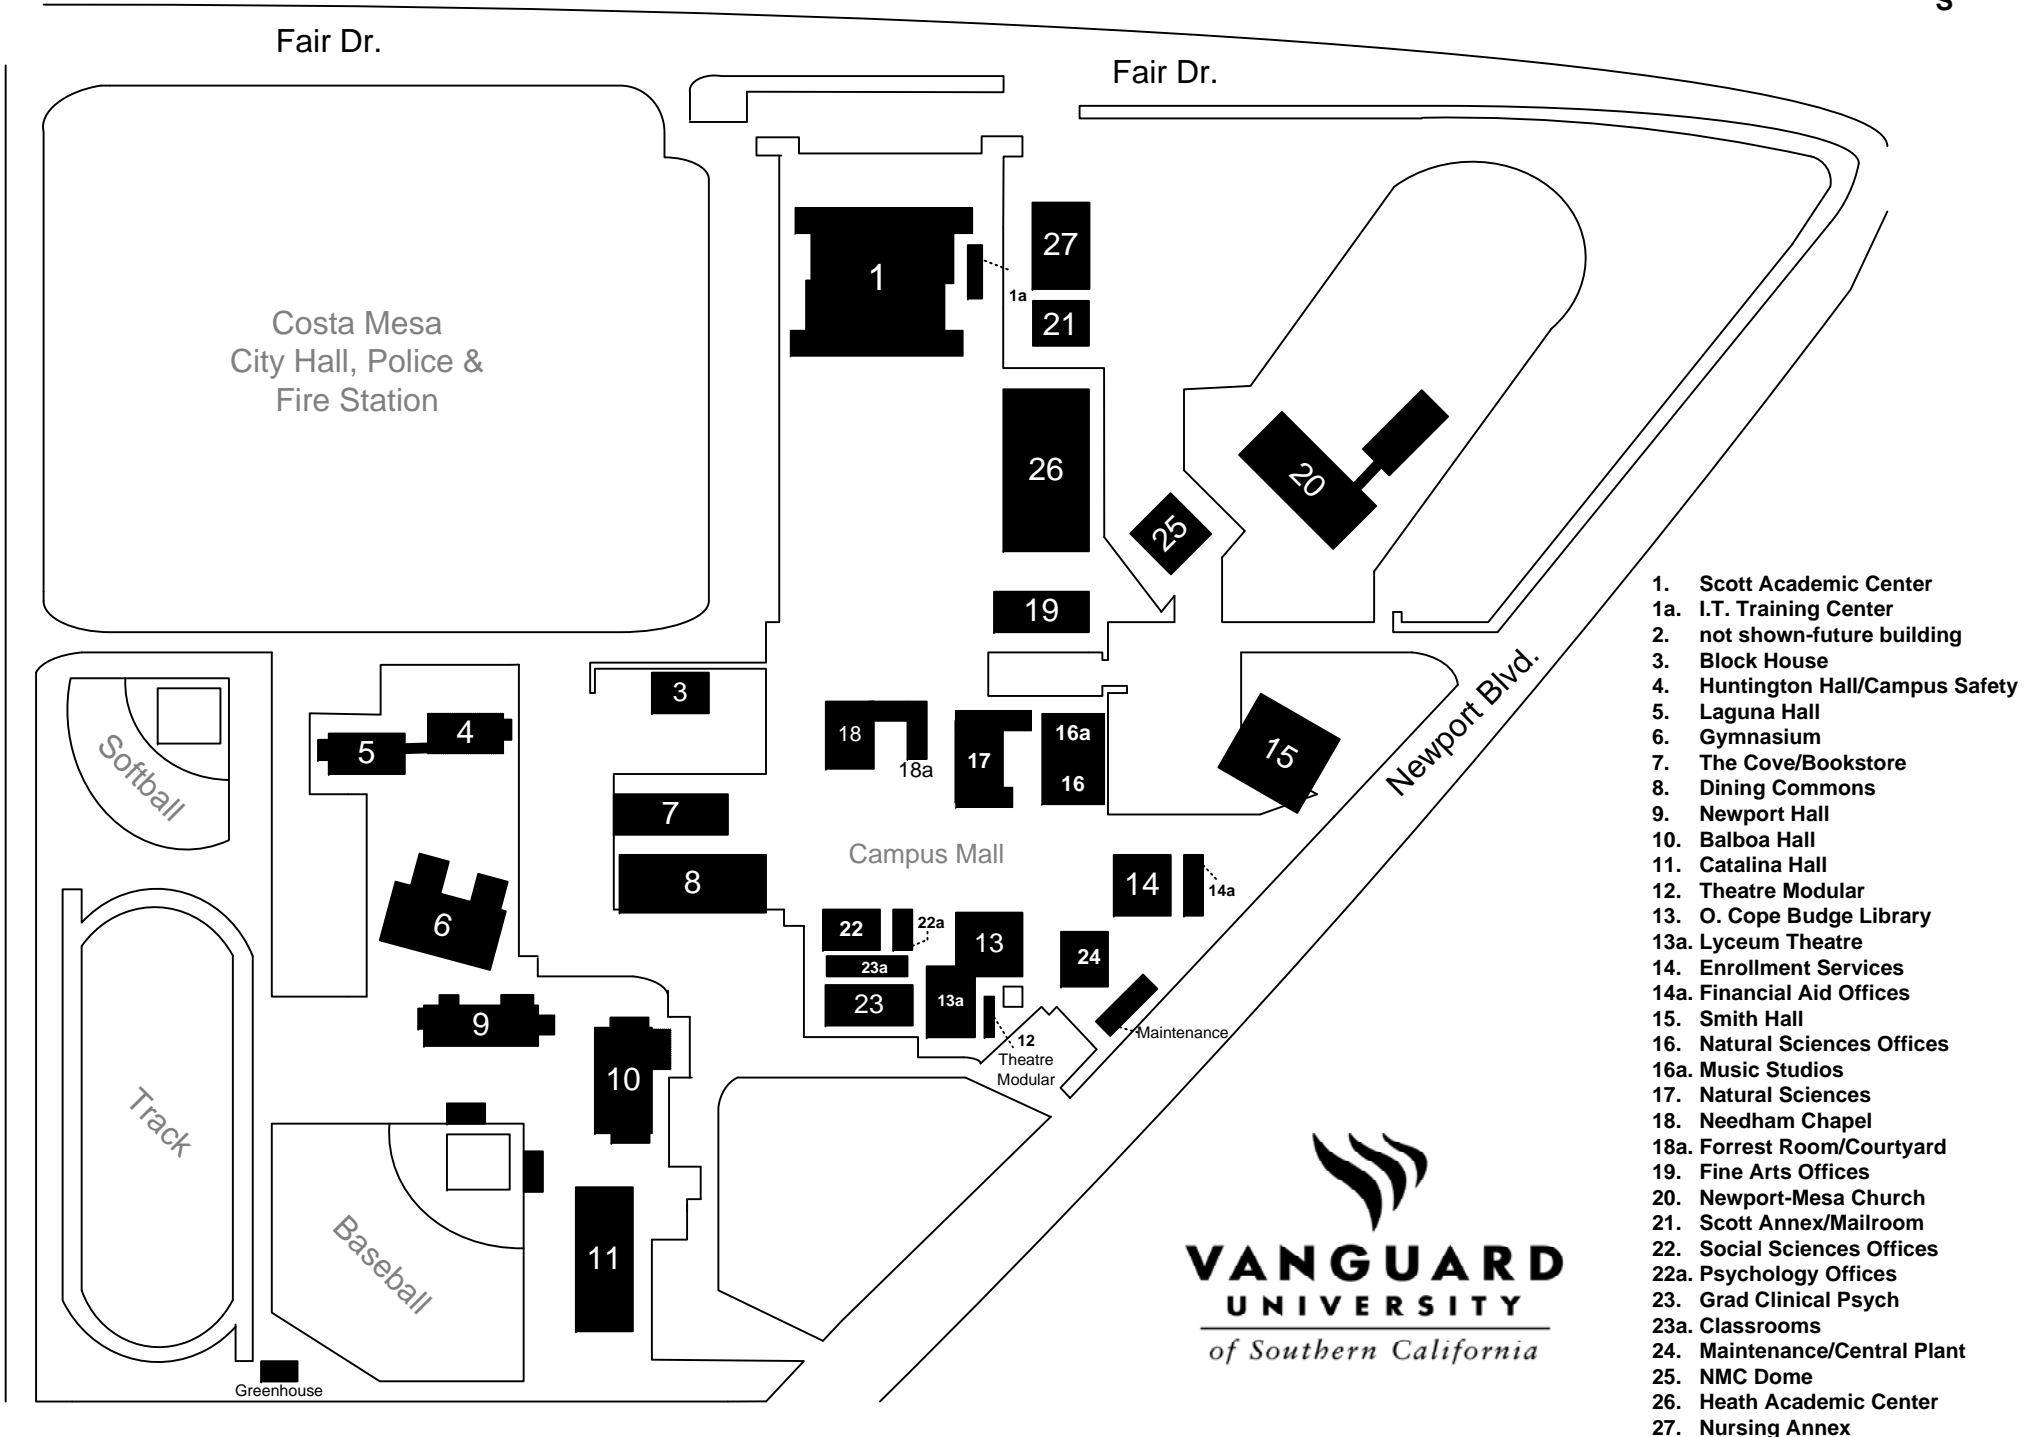 S
Fair Dr.
Fair Dr.
Costa Mesa
City Hall, Police &
Fire Station
1
1a
27
21
26
20
25
19
3
4
5
Softball
18
18a
17
16a
16
15
Newport Blvd.
7
8
Campus Mall
6
14
14a
22
22a
13
24
23a
23
13a
12
Theatre
Modular
Maintenance
9
10
Track
Baseball
11
Greenhouse
VANGUARD
UNIVERSITY
of Southern California
1. Scott Academic Center
1a. I.T. Training Center
2. not shown-future building
3. Block House
4. Huntington Hall/Campus Safety
5. Laguna Hall
6. Gymnasium
7. The Cove/Bookstore
8. Dining Commons
9. Newport Hall
10. Balboa Hall
11. Catalina Hall
12. Theatre Modular
13. O. Cope Budge Library
13a. Lyceum Theatre
14. Enrollment Services
14a. Financial Aid Offices
15. Smith Hall
16. Natural Sciences Offices
16a. Music Studios
17. Natural Sciences
18. Needham Chapel
18a. Forrest Room/Courtyard
19. Fine Arts Offices
20. Newport-Mesa Church
21. Scott Annex/Mailroom
22. Social Sciences Offices
22a. Psychology Offices
23. Grad Clinical Psych
23a. Classrooms
24. Maintenance/Central Plant
25. NMC Dome
26. Heath Academic Center
27. Nursing Annex